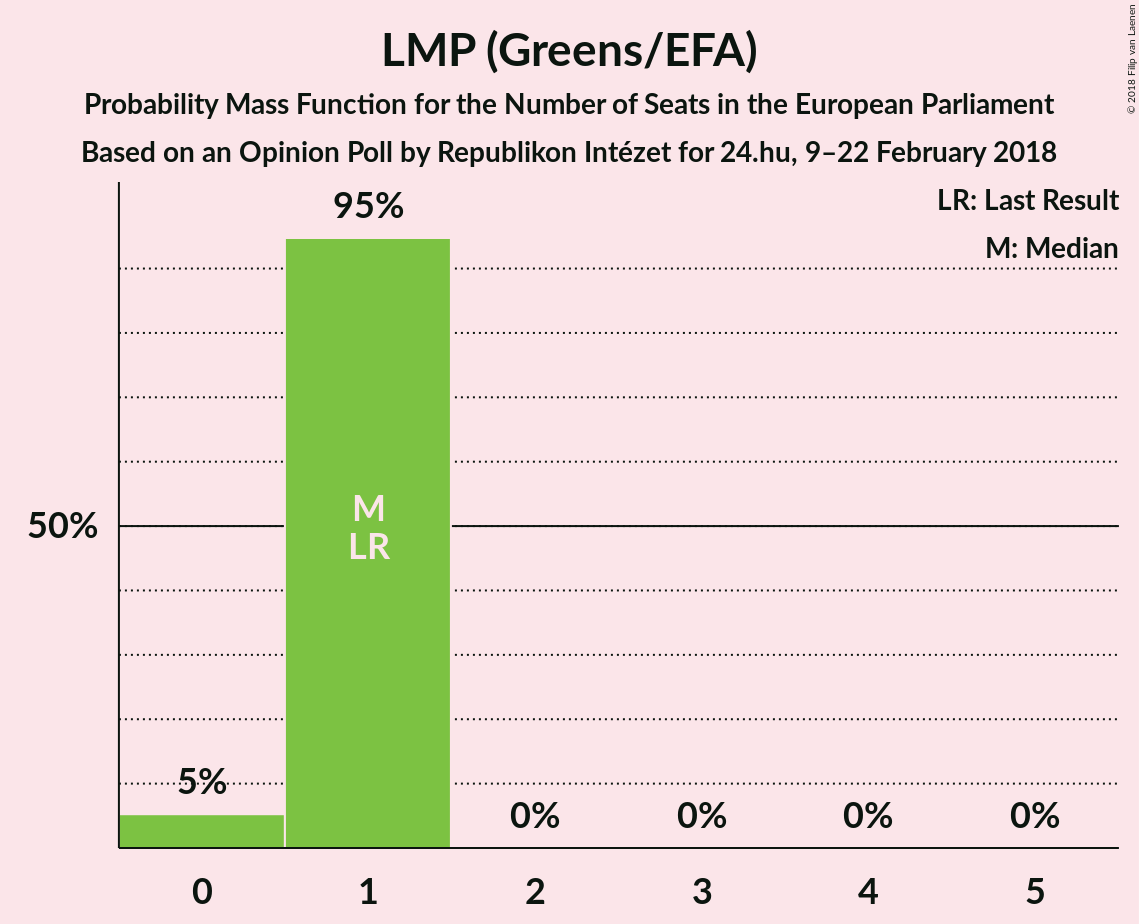 LMP (Greens/EFA)
Probability Mass Function for the Number of Seats in the European Parliament
Based on an Opinion Poll by Republikon Intézet for 24.hu, 9–22 February 2018
© 2018 Filip van Laenen
LR: Last Result
M: Median
95%
M
LR
50%
5%
0%
0%
0%
0%
0
1
2
3
4
5